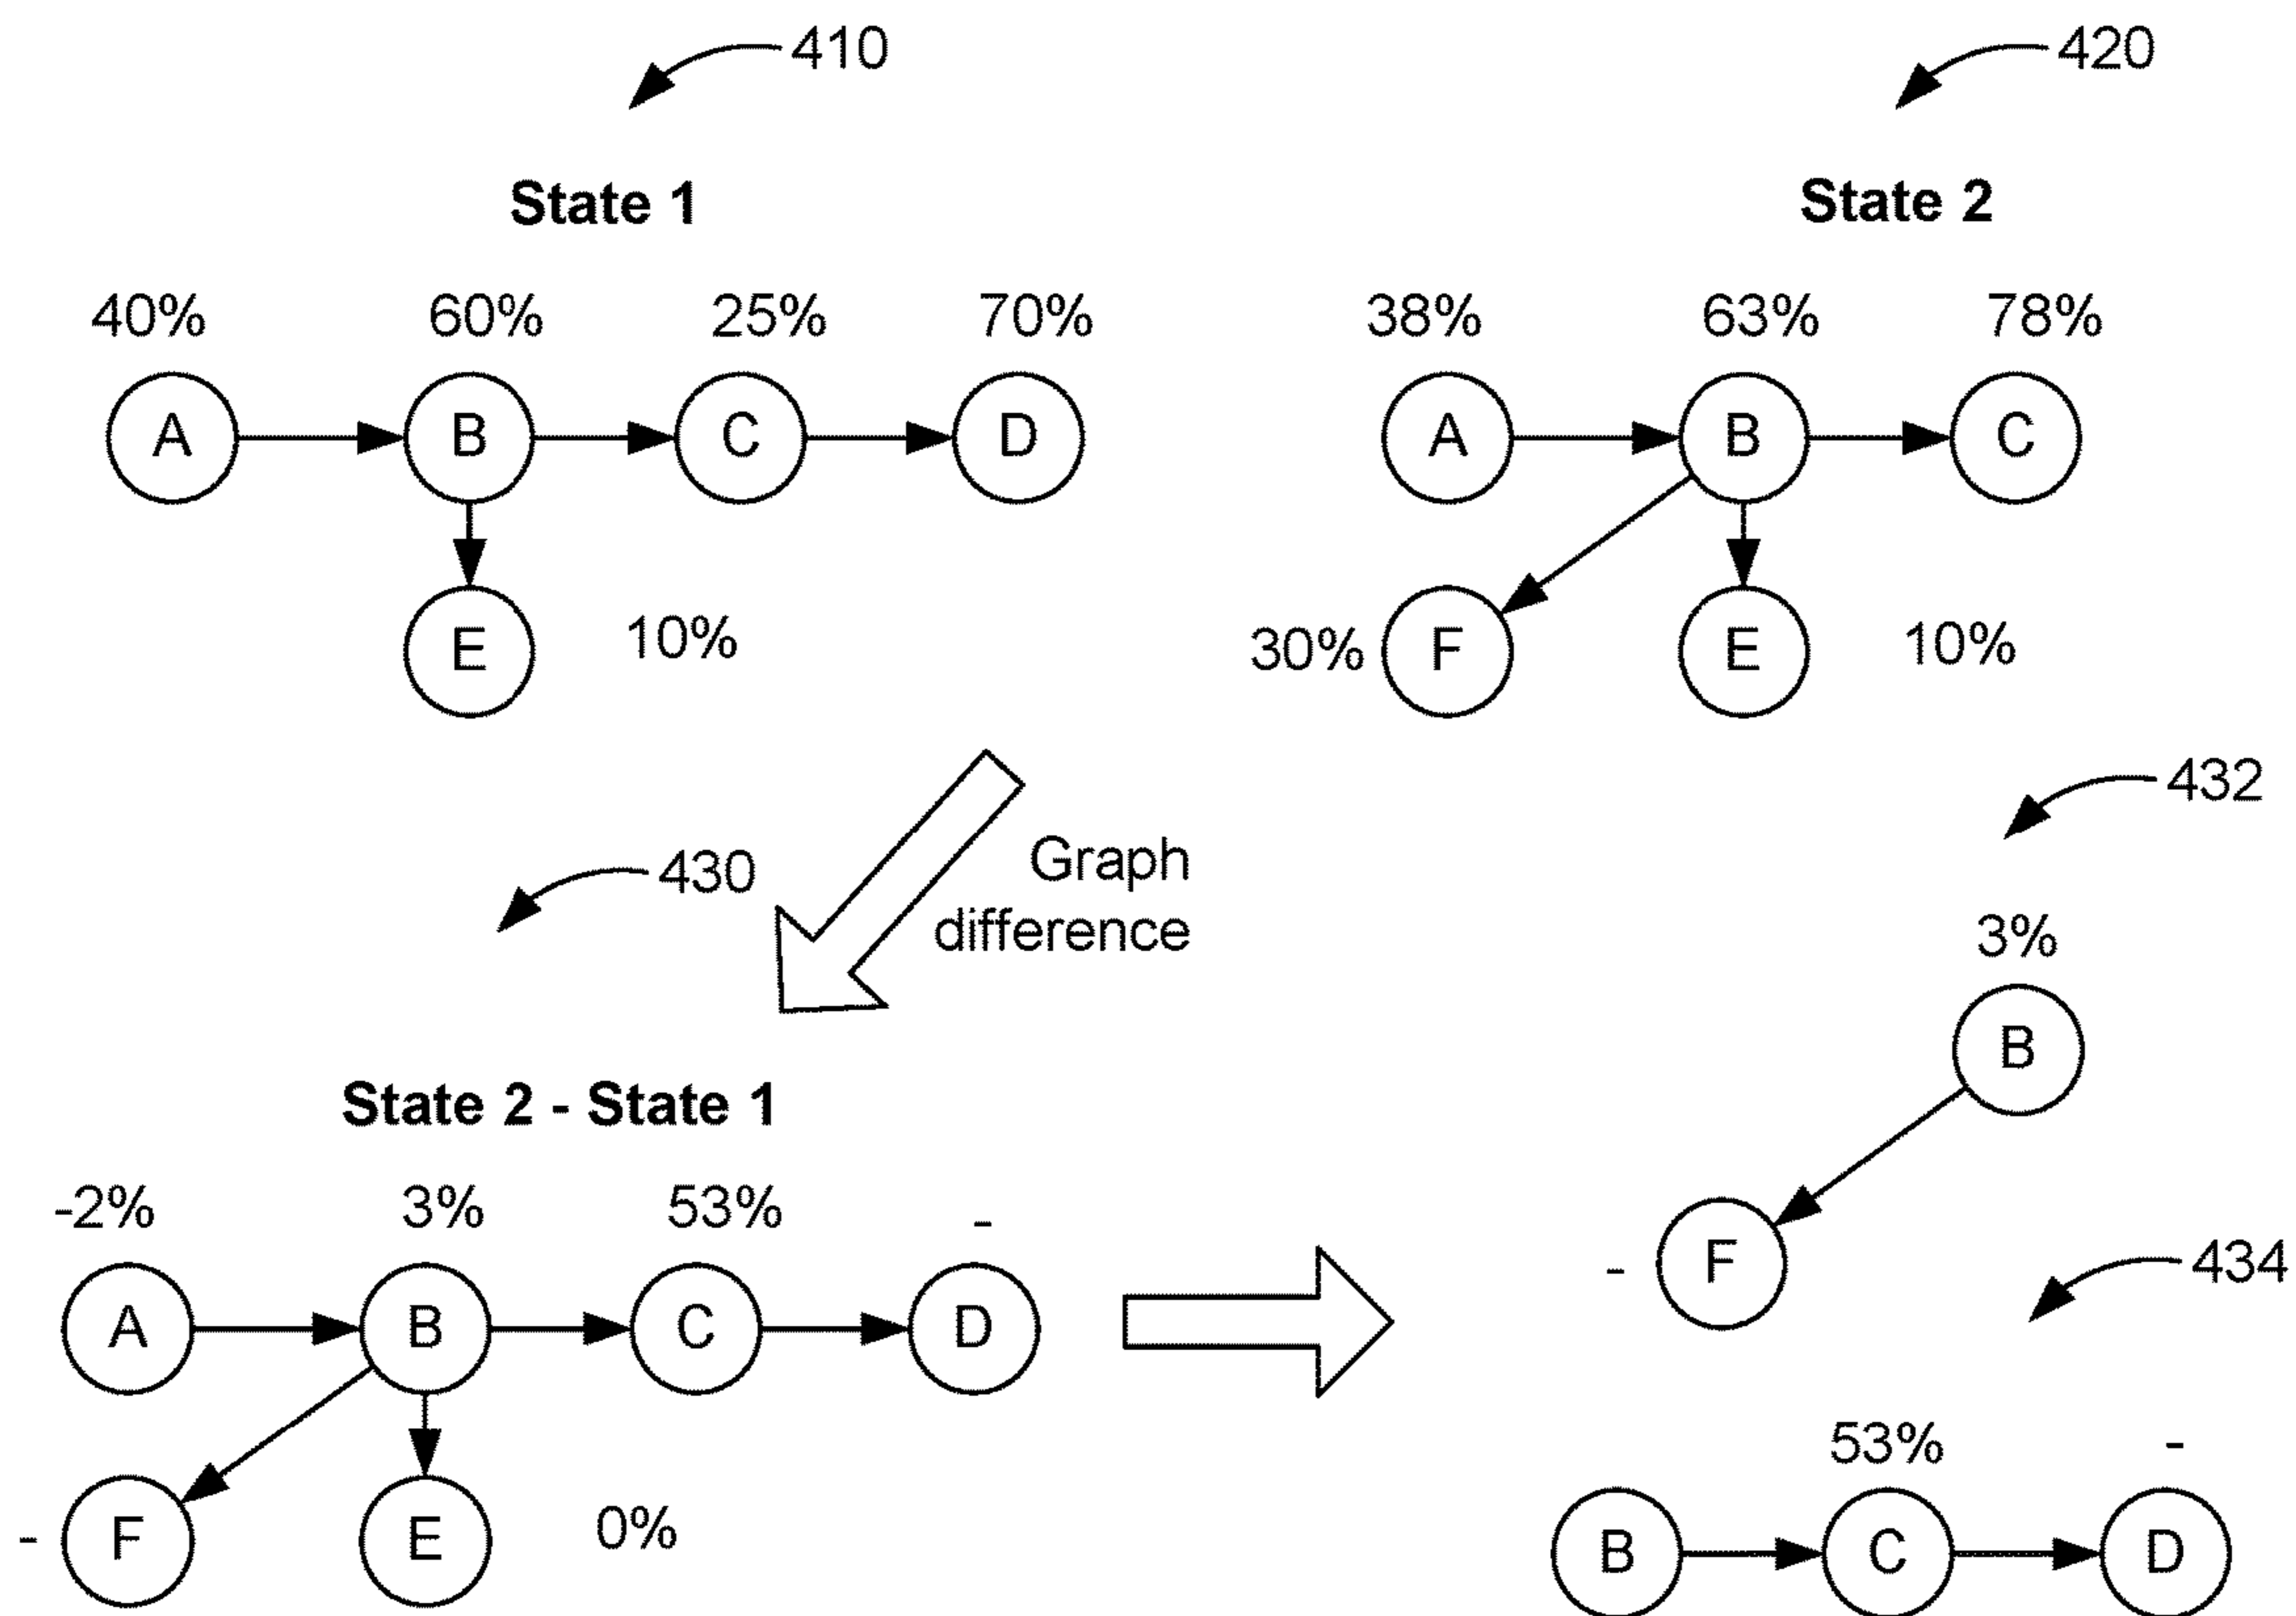 410
420
State 1
State 2
40% 60% 25% 70%
38% 63% 78%
A B C D
A B C
E 10%
30% F E 10%
432
430
Graph
difference
3%
B
State 2 - State 1
-2% 3% 53% -
- F
434
A B C D
53% -
- F E 0%
B C D